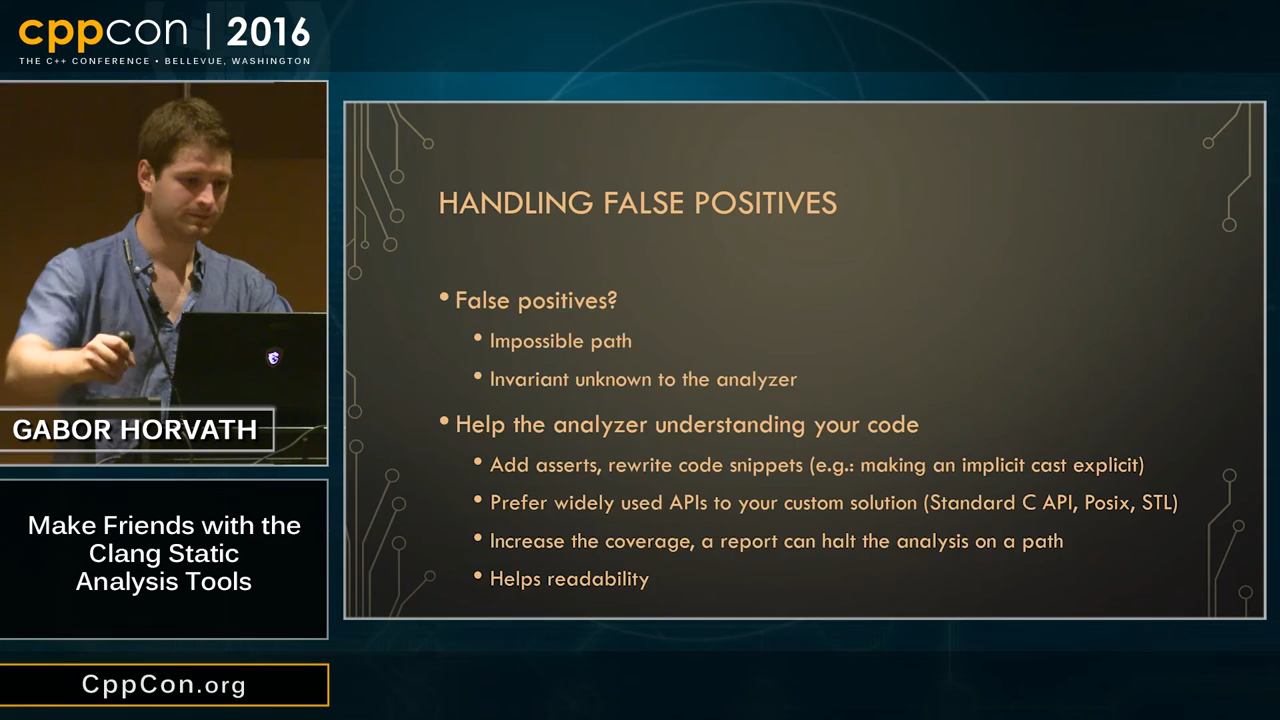 cppcon | 2016
THE C++ CONFERENCE • BELLEVUE, WASHINGTON
GABOR HORVATH
Make Friends with the
Clang Static
Analysis Tools
CppCon.org
HANDLING FALSE POSITIVES
• False positives?
• Impossible path
• Invariant unknown to the analyzer
• Help the analyzer understanding your code
• Add asserts, rewrite code snippets (e.g.: making an implicit cast explicit)
• Prefer widely used APIs to your custom solution (Standard C API, Posix, STL)
• Increase the coverage, a report can halt the analysis on a path
• Helps readability